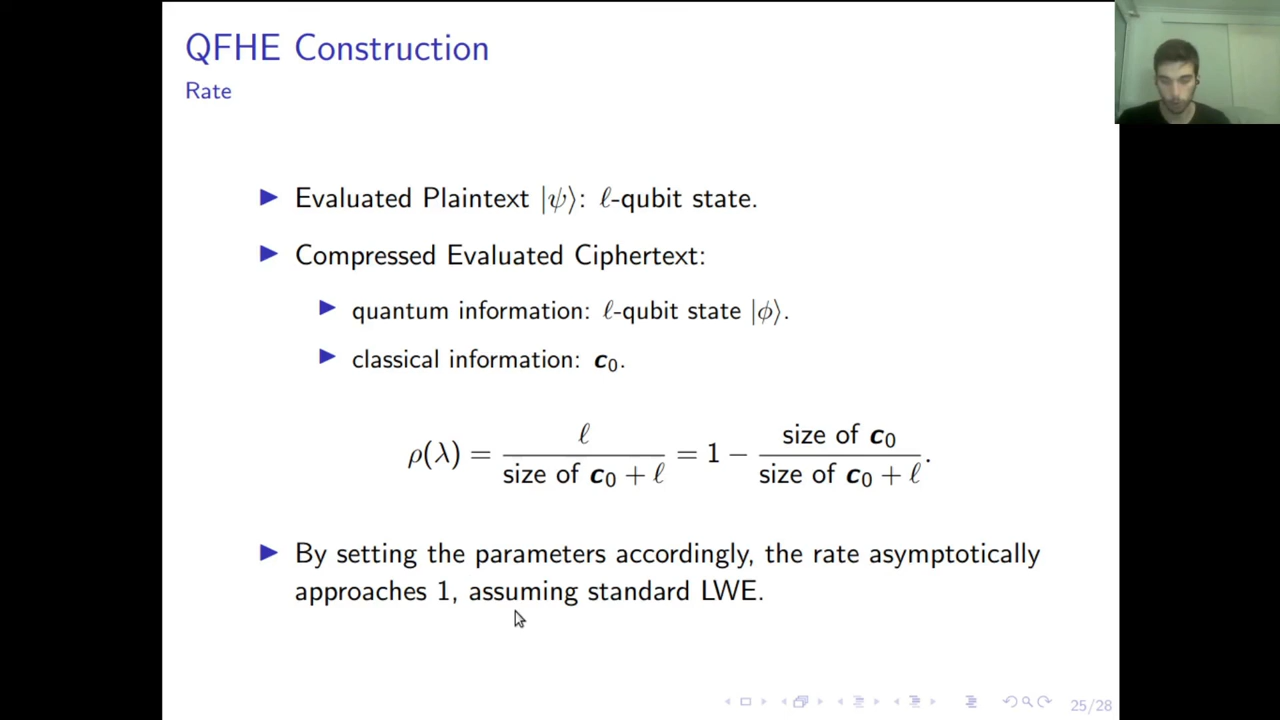 QFHE Construction
Rate
▶ Evaluated Plaintext |ψ⟩: ℓ-qubit state.
▶ Compressed Evaluated Ciphertext:
▶ quantum information: ℓ-qubit state |ϕ⟩.
▶ classical information: c₀.
ρ(λ) = ℓ / (size of c₀ + ℓ) = 1 − (size of c₀) / (size of c₀ + ℓ).
▶ By setting the parameters accordingly, the rate asymptotically
approaches 1, assuming standard LWE.
25/28